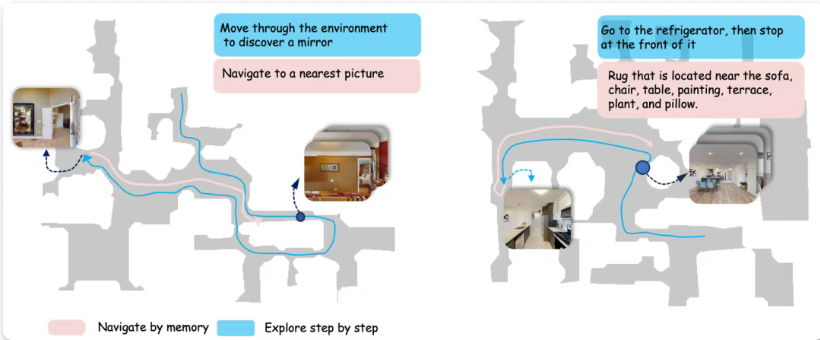 Move through the environment
to discover a mirror
Navigate to a nearest picture
Go to the refrigerator, then stop
at the front of it
Rug that is located near the sofa,
chair, table, painting, terrace,
plant, and pillow.
Navigate by memory
Explore step by step